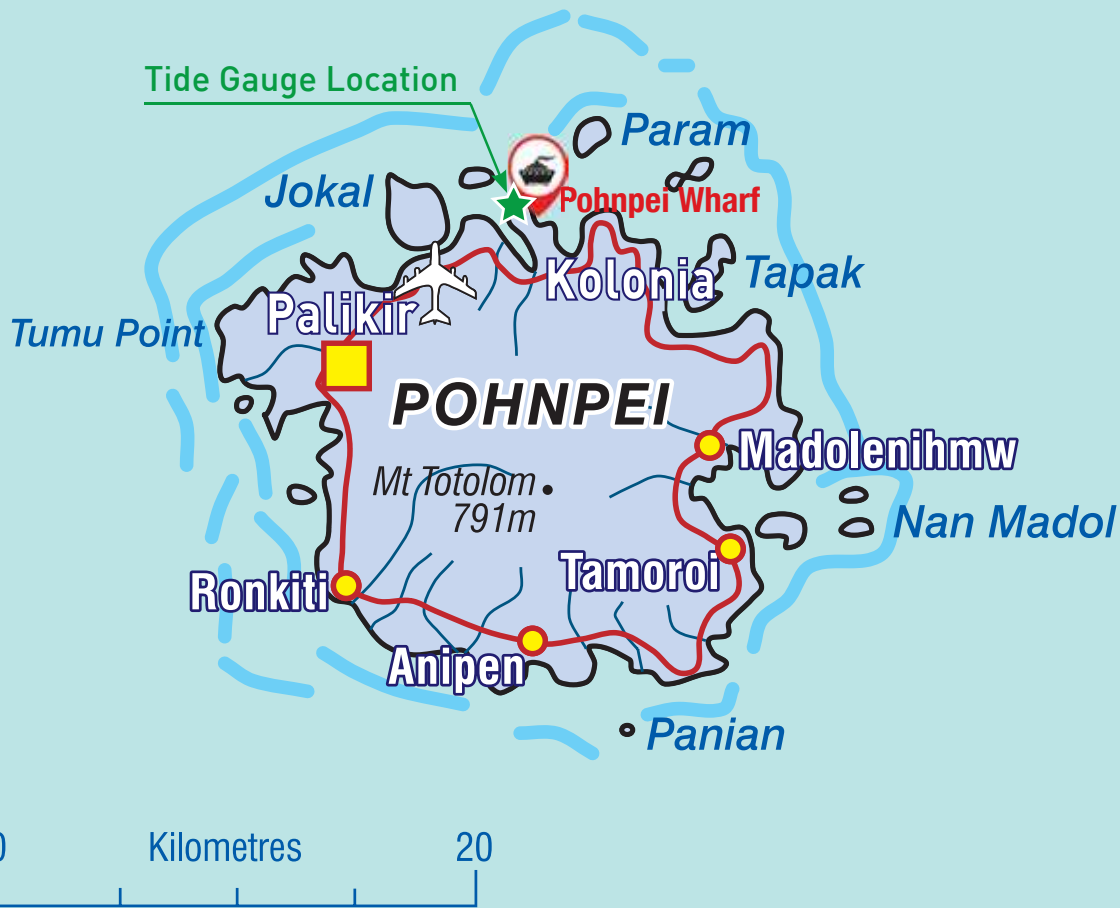 Tide Gauge Location
Param
Jokal
Pohnpei Wharf
Kolonia
Tapak
Palikir
Tumu Point
POHNPEI
Madolenihmw
Mt Totolom
791m
Nan Madol
Tamoroi
Ronkiti
Anipen
Panian
0 Kilometres 20